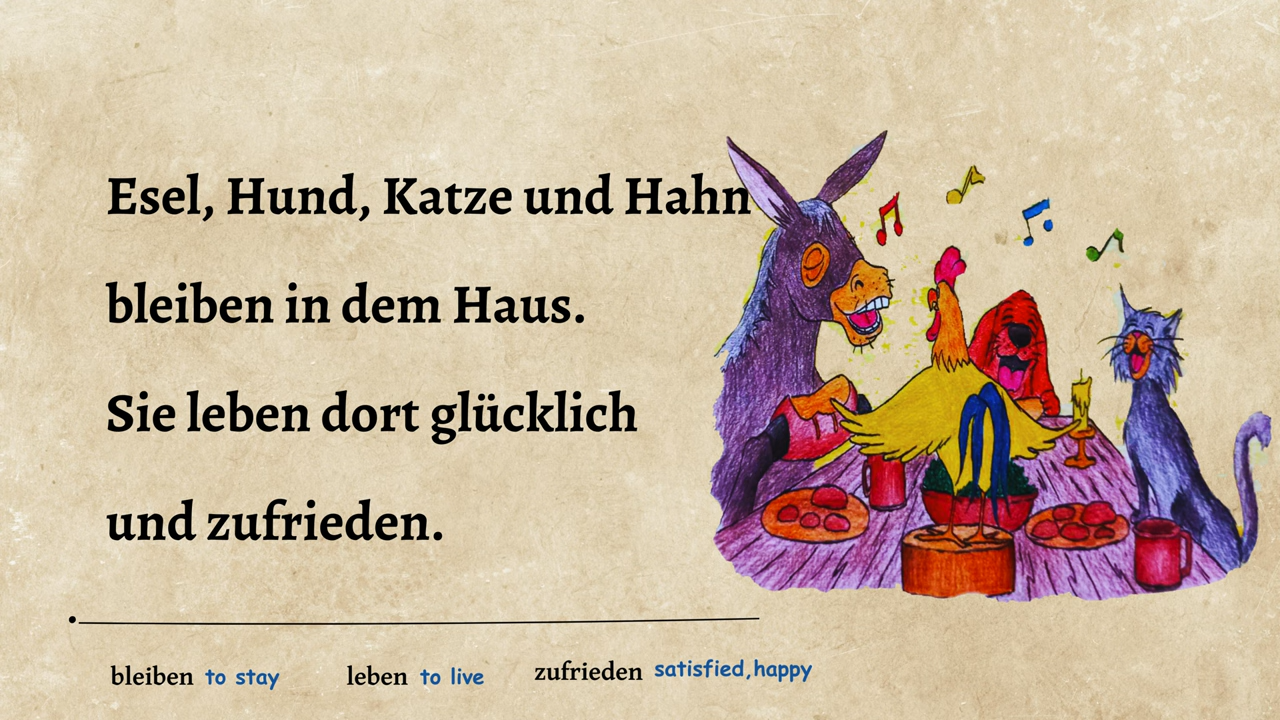 Esel, Hund, Katze und Hahn
bleiben in dem Haus.
Sie leben dort glücklich
und zufrieden.
bleiben to stay leben to live zufrieden satisfied,happy